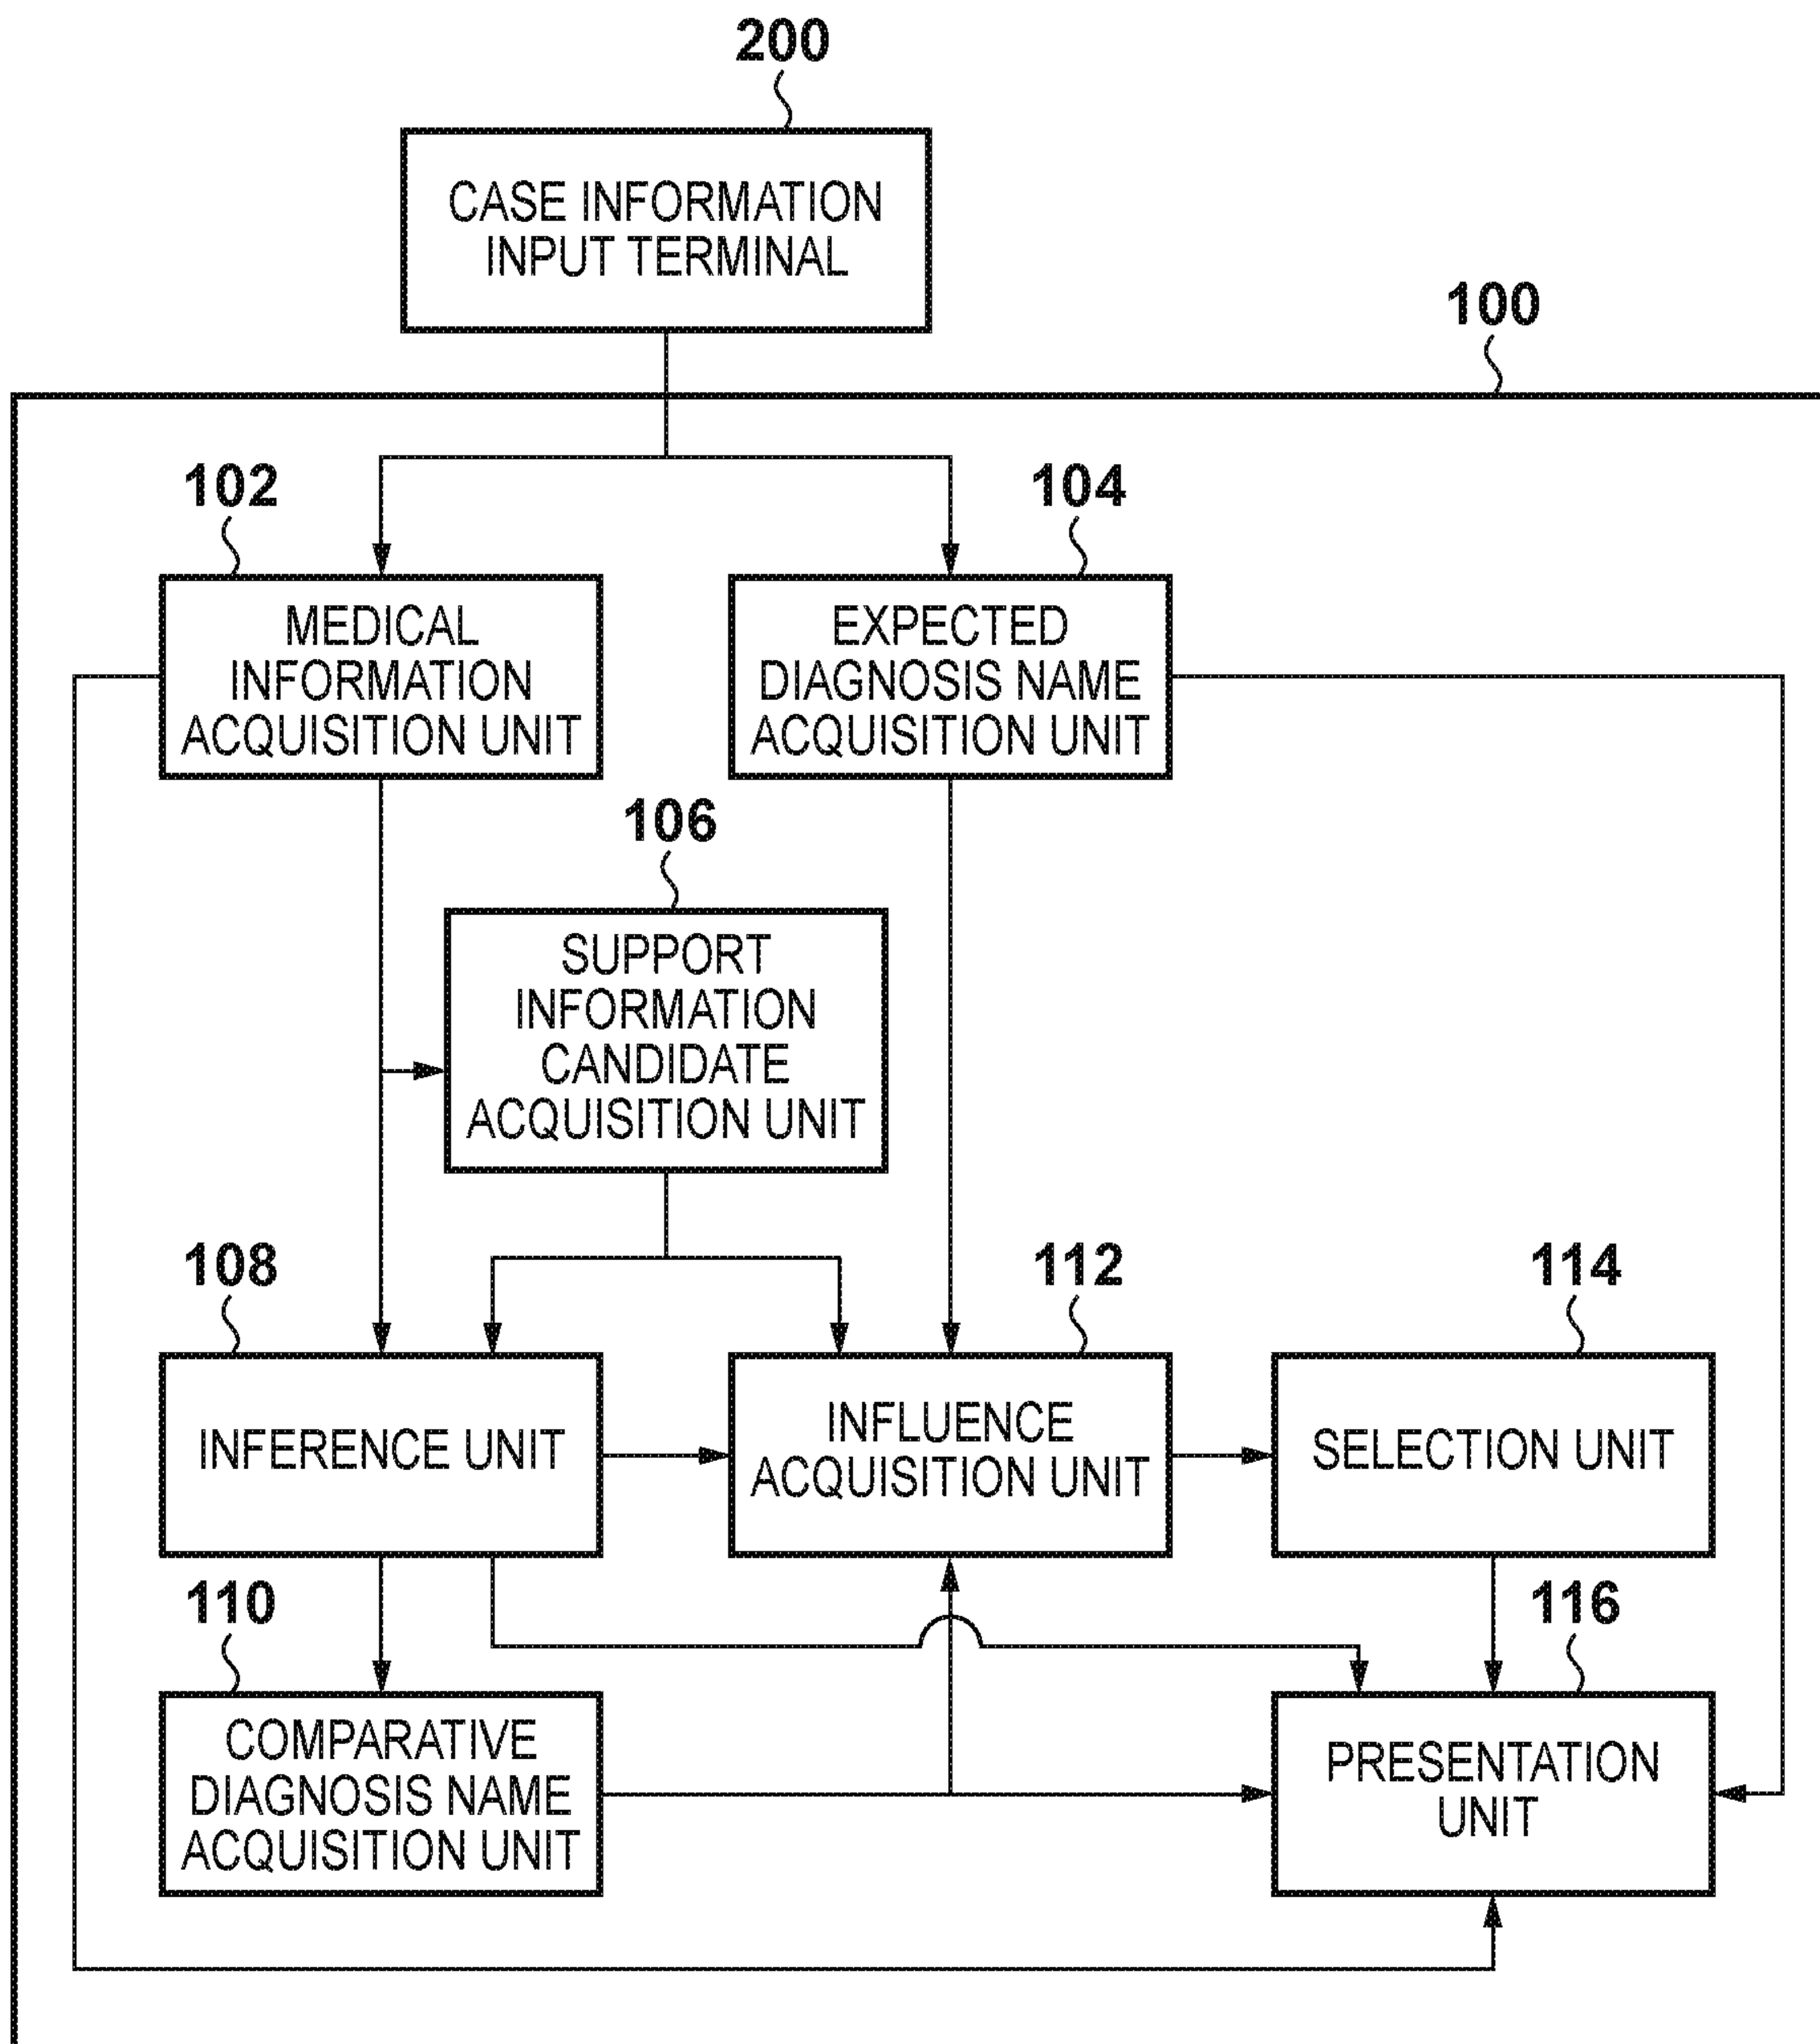 200
CASE INFORMATION
INPUT TERMINAL
100
102
104
MEDICAL
INFORMATION
ACQUISITION UNIT
EXPECTED
DIAGNOSIS NAME
ACQUISITION UNIT
106
SUPPORT
INFORMATION
CANDIDATE
ACQUISITION UNIT
108
112
114
INFERENCE UNIT
INFLUENCE
ACQUISITION UNIT
SELECTION UNIT
110
116
COMPARATIVE
DIAGNOSIS NAME
ACQUISITION UNIT
PRESENTATION
UNIT